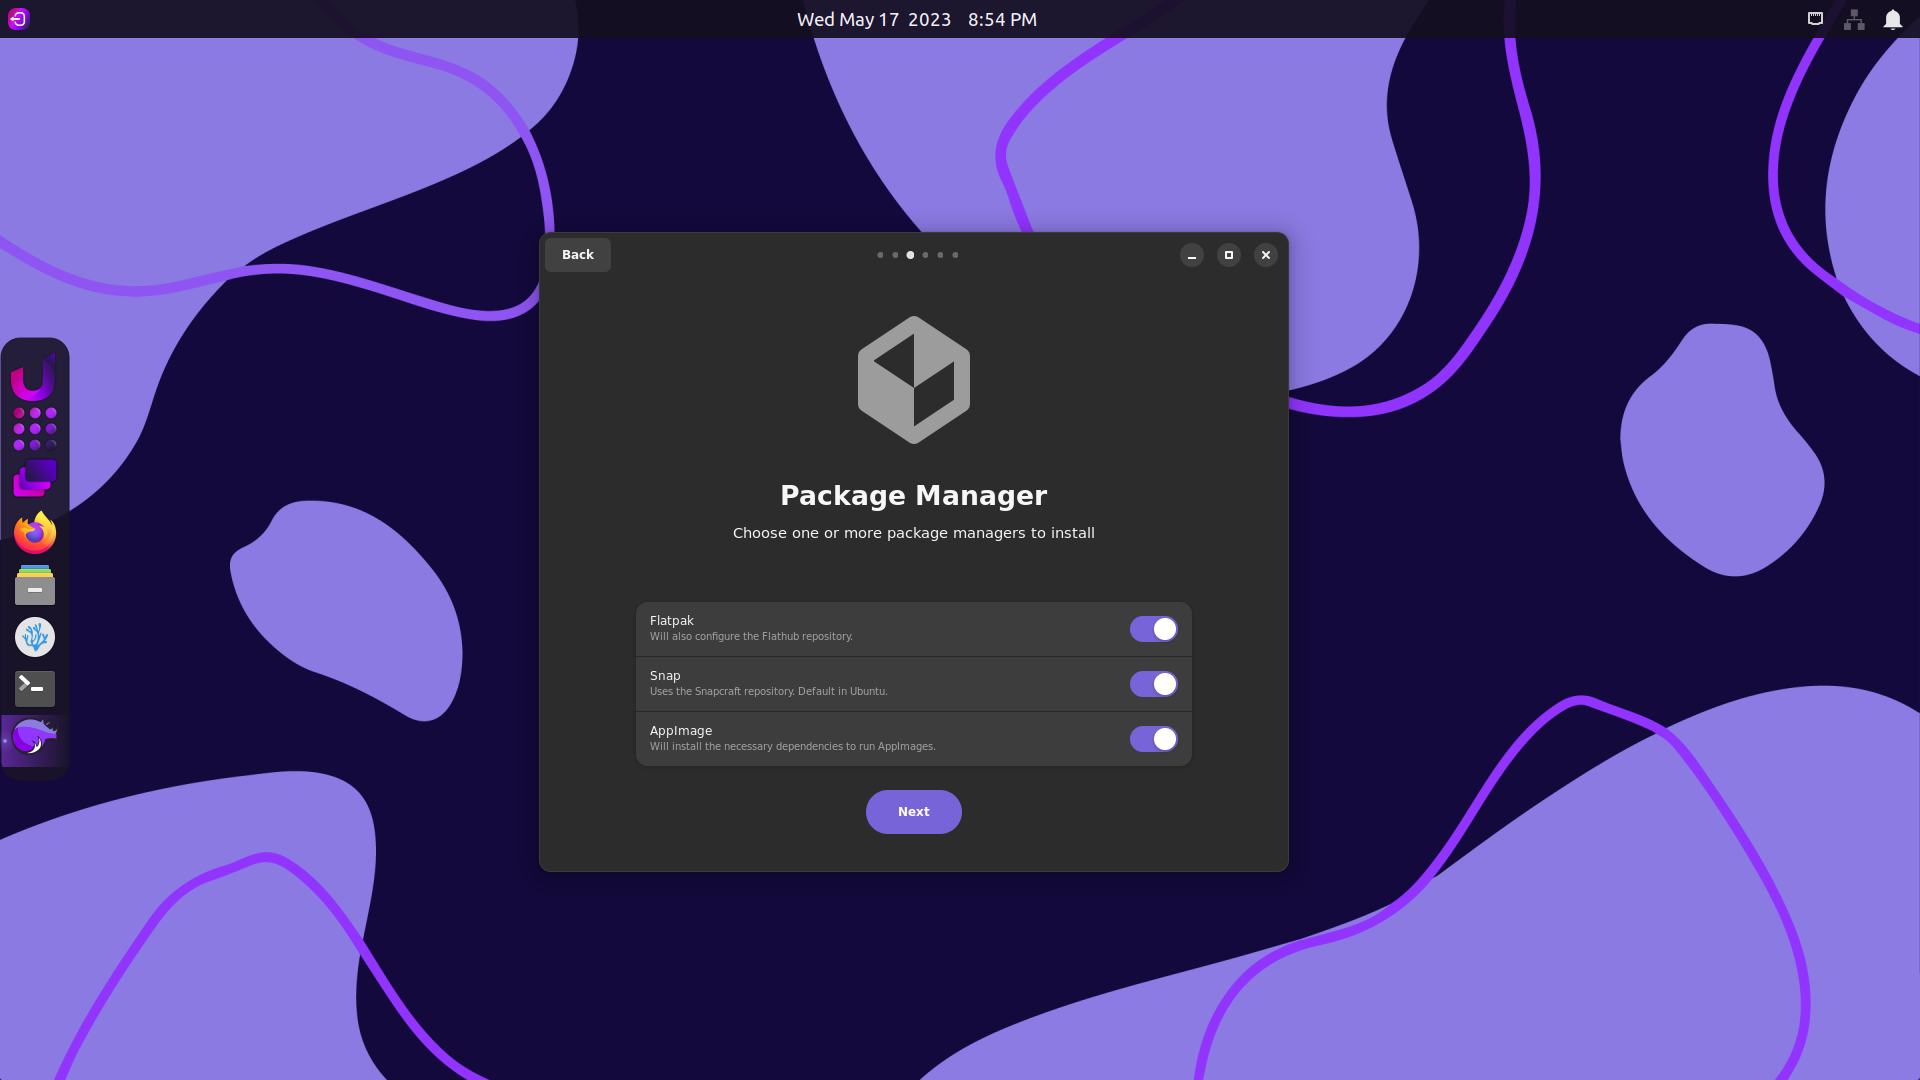 Wed May 17 2023 8:54 PM
Back
Package Manager
Choose one or more package managers to install
Flatpak
Will also configure the Flathub repository.
Snap
Uses the Snapcraft repository. Default in Ubuntu.
AppImage
Will install the necessary dependencies to run AppImages.
Next